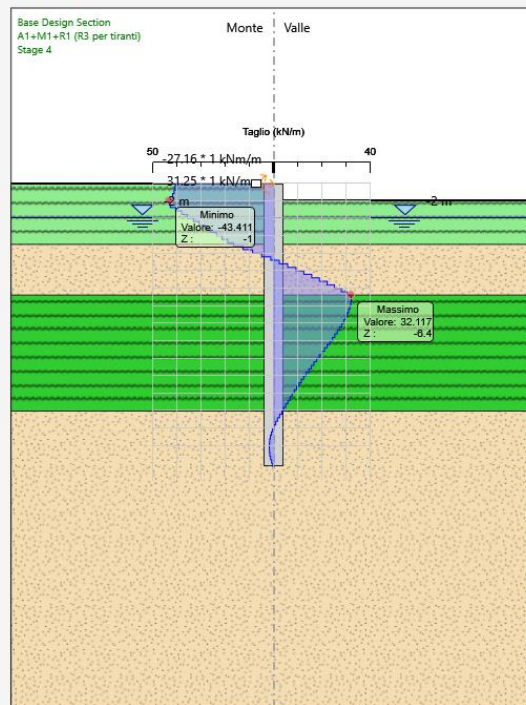 Base Design Section
A1+M1+R1 (R3 per tiranti)
Stage 4
Monte
Valle
Taglio (kN/m)
50
40
-27.16 * 1 kNm/m
31.25 * 1 kN/m
-2 m
-2 m
Minimo
Valore: -43.411
Z : -1
Massimo
Valore: 32.117
Z : -6.4